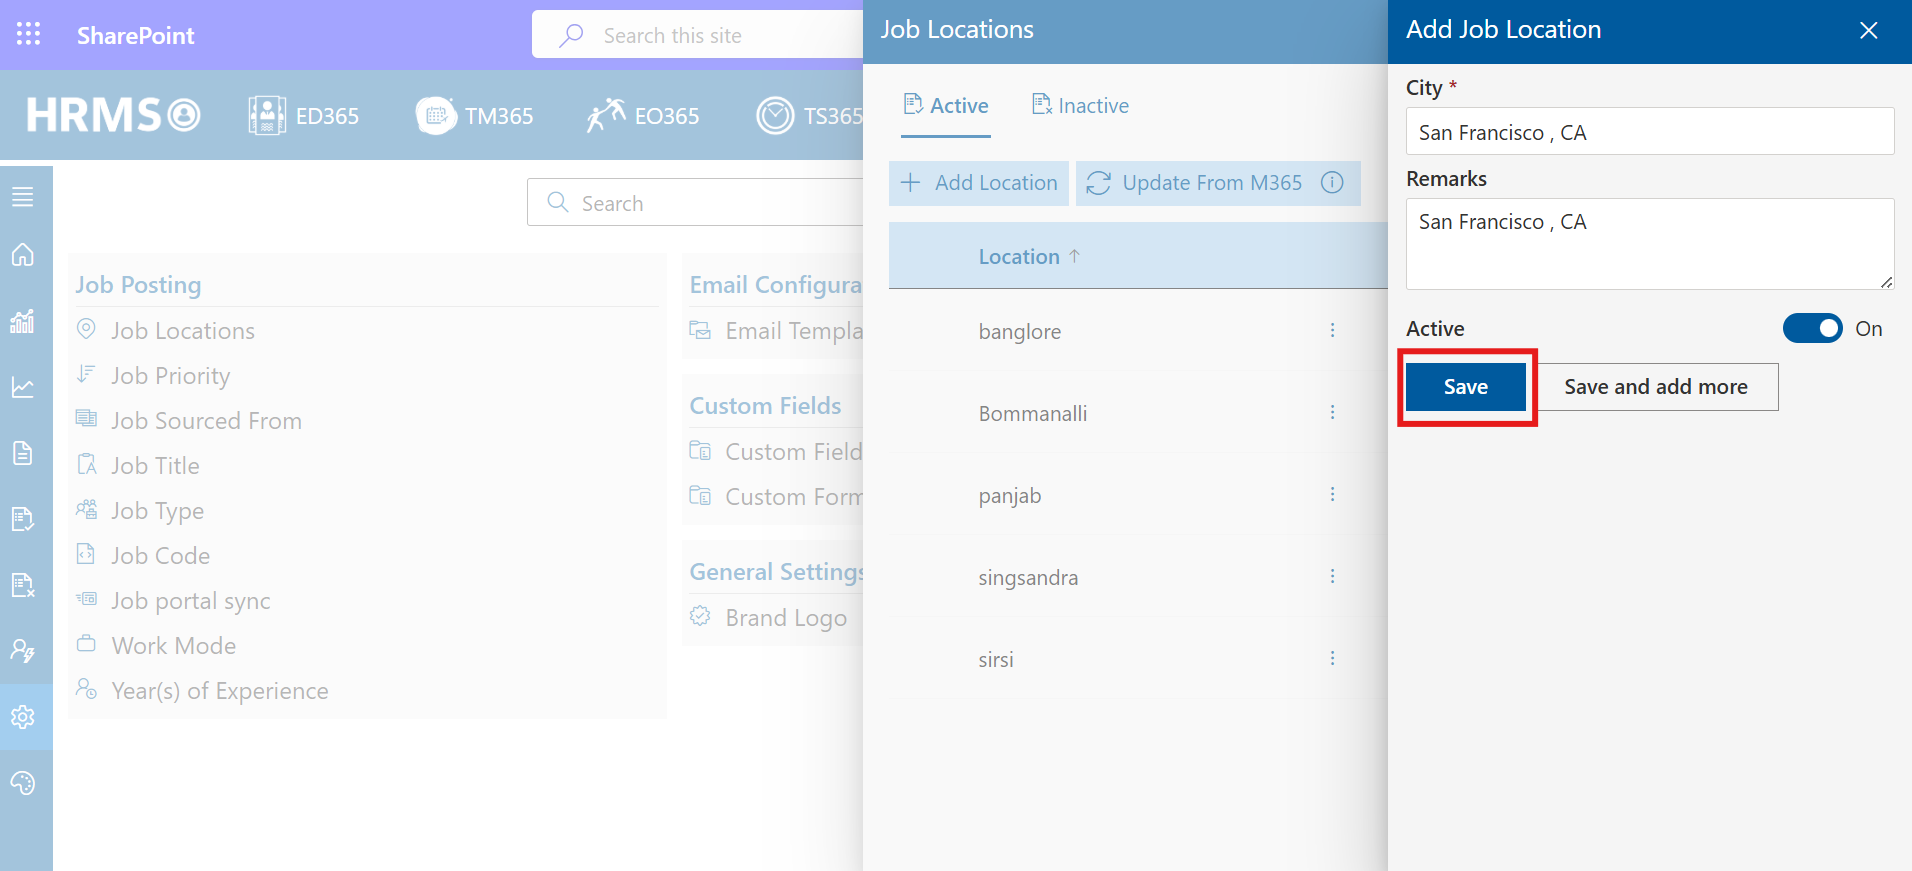 SharePoint
Search this site
HRMS
ED365
TM365
EO365
TS365
Search
Job Posting
Job Locations
Job Priority
Job Sourced From
Job Title
Job Type
Job Code
Job portal sync
Work Mode
Year(s) of Experience
Email Configura
Email Templa
Custom Fields
Custom Field
Custom Form
General Settings
Brand Logo
Job Locations
Active
Inactive
Add Location
Update From M365
Location ↑
banglore
Bommanalli
panjab
singsandra
sirsi
Add Job Location
City *
San Francisco , CA
Remarks
San Francisco , CA
Active
On
Save
Save and add more